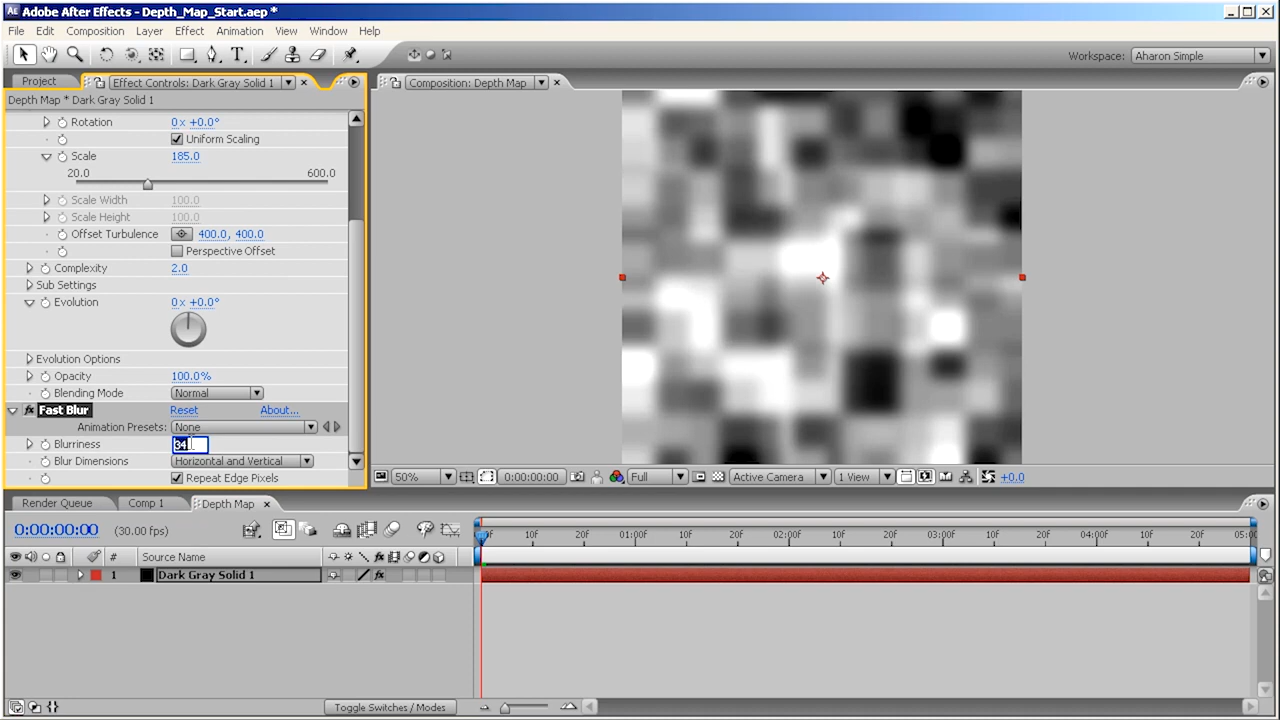 Adobe After Effects - Depth_Map_Start.aep *
File Edit Composition Layer Effect Animation View Window Help
Workspace: Aharon Simple
Project Effect Controls: Dark Gray Solid 1
Composition: Depth Map
Depth Map * Dark Gray Solid 1
Rotation 0 x +0.0°
Uniform Scaling
Scale 185.0
20.0 600.0
Scale Width 100.0
Scale Height 100.0
Offset Turbulence 400.0, 400.0
Perspective Offset
Complexity 2.0
Sub Settings
Evolution 0 x +0.0°
Evolution Options
Opacity 100.0%
Blending Mode Normal
Fast Blur Reset About...
Animation Presets: None
Blurriness 34
Blur Dimensions Horizontal and Vertical
Repeat Edge Pixels
50% 0:00:00:00 Full Active Camera 1 View +0.0
Render Queue Comp 1 Depth Map
0:00:00:00 (30.00 fps)
10F 20F 01:00F 10F 20F 02:00F 10F 20F 03:00F 10F 20F 04:00F 10F 20F 05:00
# Source Name
1 Dark Gray Solid 1
Toggle Switches / Modes